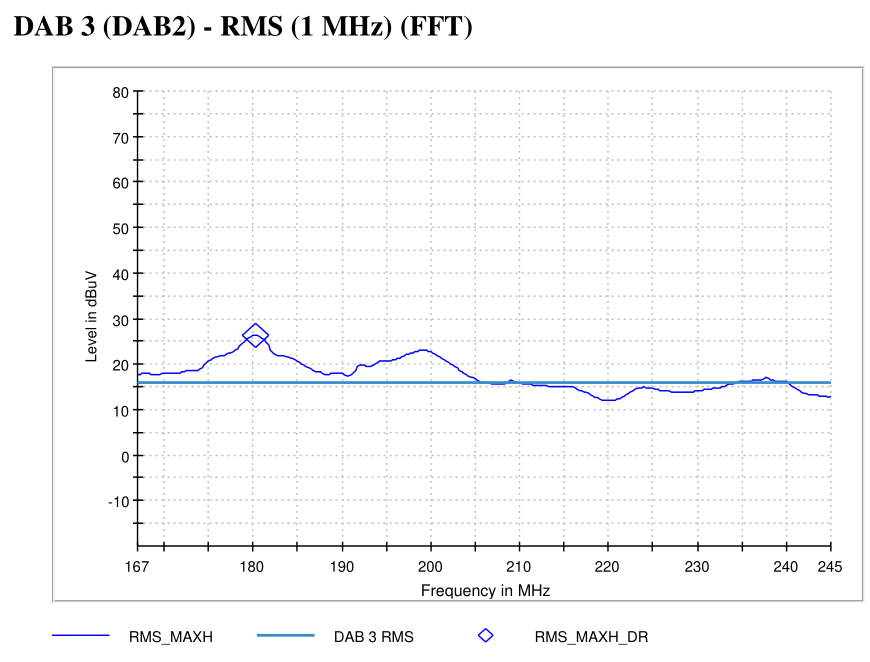 DAB 3 (DAB2) - RMS (1 MHz) (FFT)
80
70
60
50
40
30
20
10
0
-10
Level in dBuV
167 180 190 200 210 220 230 240 245
Frequency in MHz
RMS_MAXH DAB 3 RMS RMS_MAXH_DR